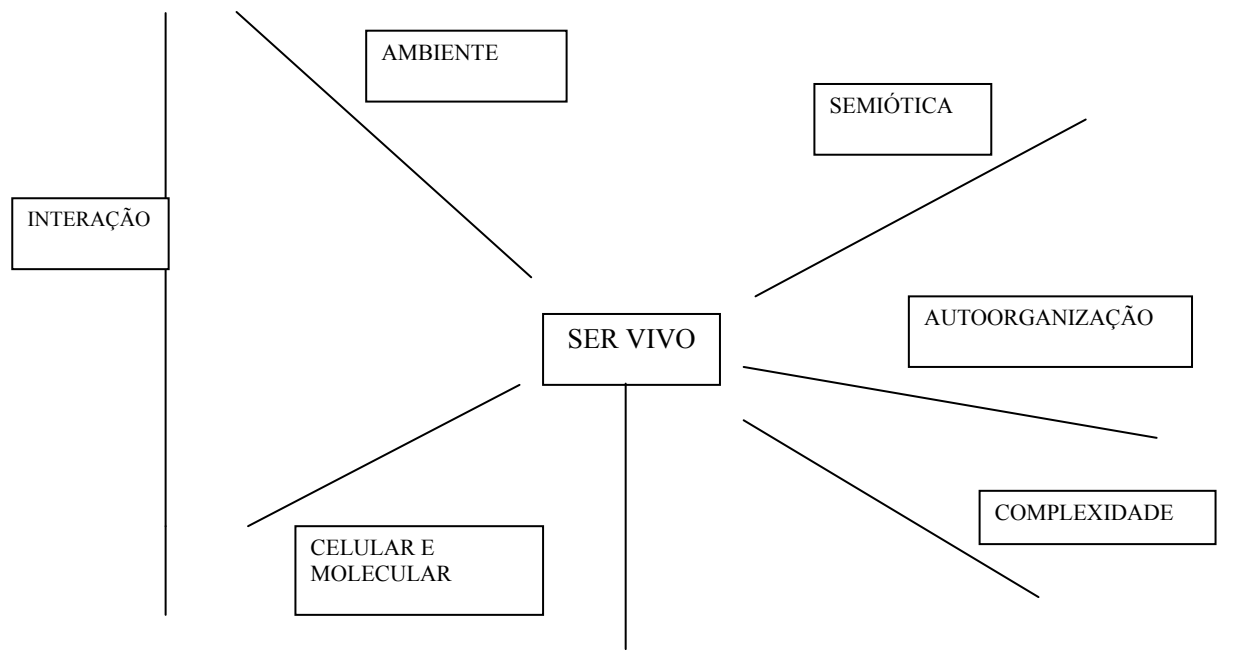 AMBIENTE
SEMIÓTICA
INTERAÇÃO
AUTOORGANIZAÇÃO
SER VIVO
COMPLEXIDADE
CELULAR E
MOLECULAR